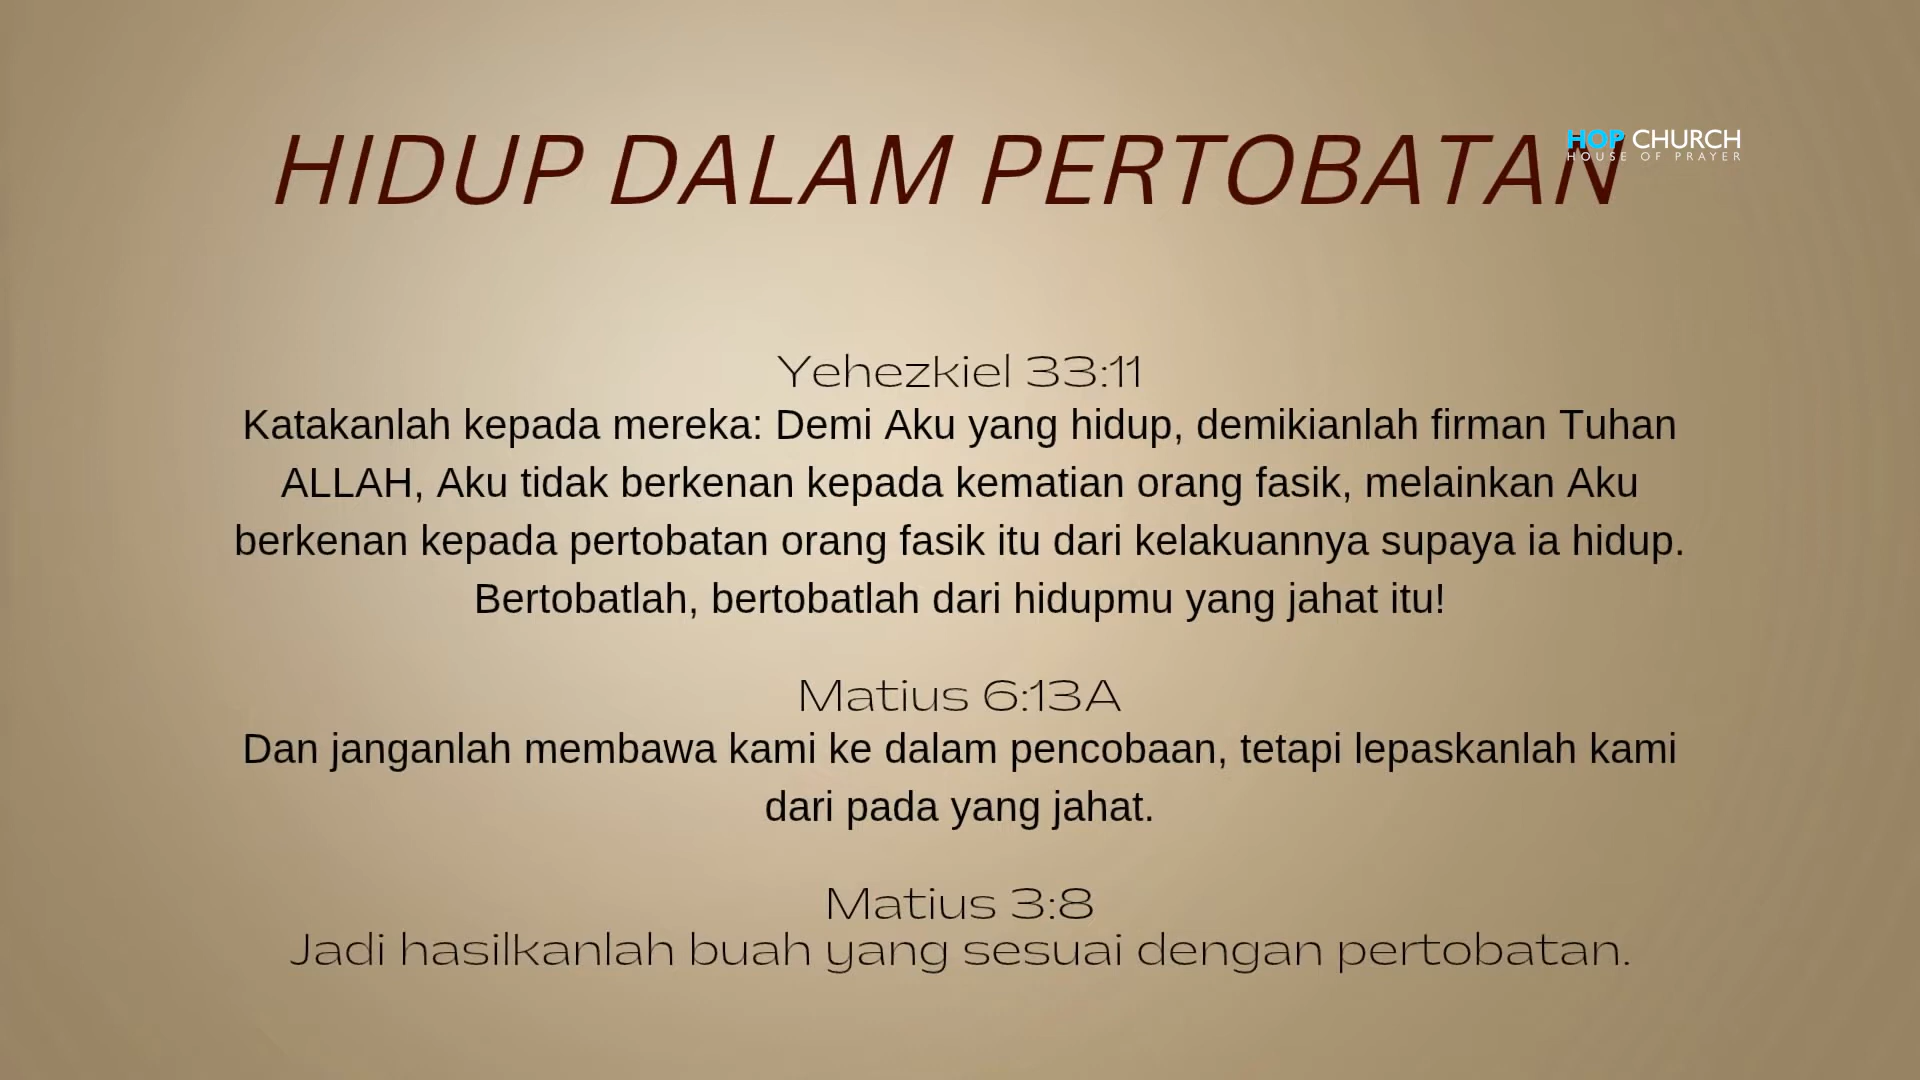 HIDUP DALAM PERTOBATAN
HOP CHURCH
HOUSE OF PRAYER
Yehezkiel 33:11
Katakanlah kepada mereka: Demi Aku yang hidup, demikianlah firman Tuhan
ALLAH, Aku tidak berkenan kepada kematian orang fasik, melainkan Aku
berkenan kepada pertobatan orang fasik itu dari kelakuannya supaya ia hidup.
Bertobatlah, bertobatlah dari hidupmu yang jahat itu!
Matius 6:13A
Dan janganlah membawa kami ke dalam pencobaan, tetapi lepaskanlah kami
dari pada yang jahat.
Matius 3:8
Jadi hasilkanlah buah yang sesuai dengan pertobatan.